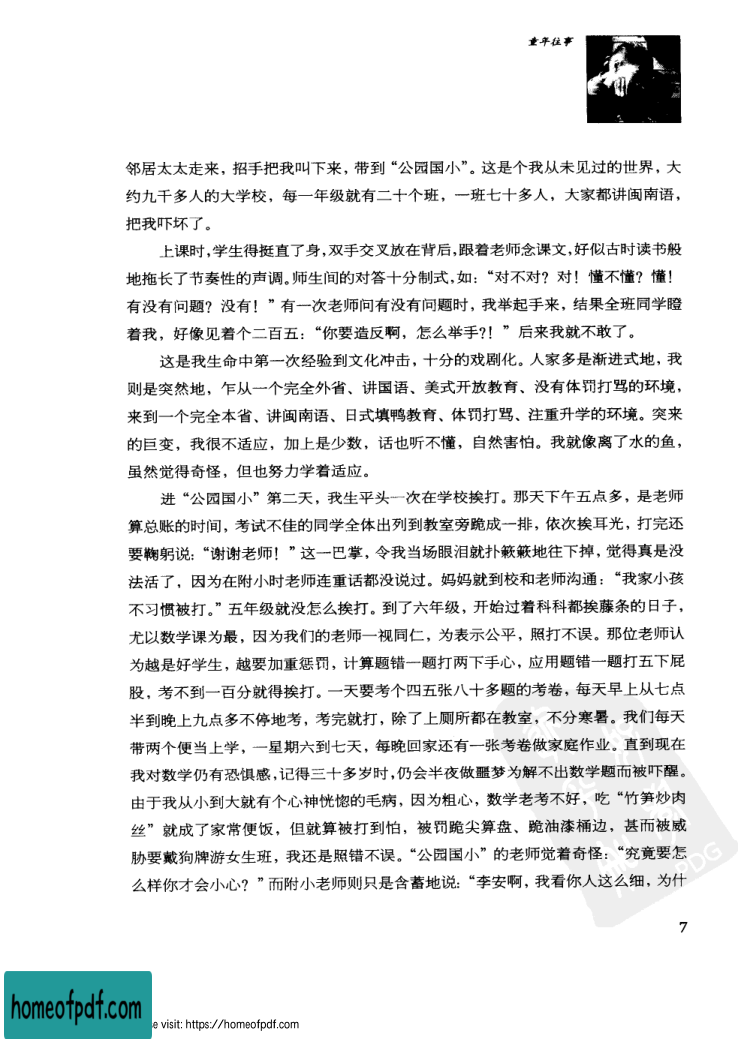 童年往事
邻居太太走来，招手把我叫下来，带到“公园国小”。这是个我从未见过的世界，大
约九千多人的大学校，每一年级就有二十个班，一班七十多人，大家都讲闽南语，
把我吓坏了。
上课时，学生得挺直了身，双手交叉放在背后，跟着老师念课文，好似古时读书般
地拖长了节奏性的声调。师生间的对答十分制式，如：“对不对？对！懂不懂？懂！
有没有问题？没有！”有一次老师问有没有问题时，我举起手来，结果全班同学瞪
着我，好像见着个二百五：“你要造反啊，怎么举手？！”后来我就不敢了。
这是我生命中第一次经验到文化冲击，十分的戏剧化。人家多是渐进式地，我
则是突然地，乍从一个完全外省、讲国语、美式开放教育、没有体罚打骂的环境，
来到一个完全本省、讲闽南语、日式填鸭教育、体罚打骂、注重升学的环境。突来
的巨变，我很不适应，加上是少数，话也听不懂，自然害怕。我就像离了水的鱼，
虽然觉得奇怪，但也努力学着适应。
进“公园国小”第二天，我生平头一次在学校挨打。那天下午五点多，是老师
算总账的时间，考试不佳的同学全体出列到教室旁跪成一排，依次挨耳光，打完还
要鞠躬说：“谢谢老师！”这一巴掌，令我当场眼泪就扑簌簌地往下掉，觉得真是没
法活了，因为在附小时老师连重话都没说过。妈妈就到校和老师沟通：“我家小孩
不习惯被打。”五年级就没怎么挨打。到了六年级，开始过着科科都挨藤条的日子，
尤以数学课为最，因为我们的老师一视同仁，为表示公平，照打不误。那位老师认
为越是好学生，越要加重惩罚，计算题错一题打两下手心，应用题错一题打五下屁
股，考不到一百分就得挨打。一天要考个四五张八十多题的考卷，每天早上从七点
半到晚上九点多不停地考，考完就打，除了上厕所都在教室，不分寒暑。我们每天
带两个便当上学，一星期六到七天，每晚回家还有一张考卷做家庭作业。直到现在
我对数学仍有恐惧感，记得三十多岁时，仍会半夜做噩梦为解不出数学题而被吓醒。
由于我从小到大就有个心神恍惚的毛病，因为粗心，数学老考不好，吃“竹笋炒肉
丝”就成了家常便饭，但就算被打到怕，被罚跪尖算盘、跪油漆桶边，甚而被威
胁要戴狗牌游女生班，我还是照错不误。“公园国小”的老师觉着奇怪：“究竟要怎
么样你才会小心？”而附小老师则只是含蓄地说：“李安啊，我看你人这么细，为什
PDG
7
homeofpdf.com
e visit: https://homeofpdf.com